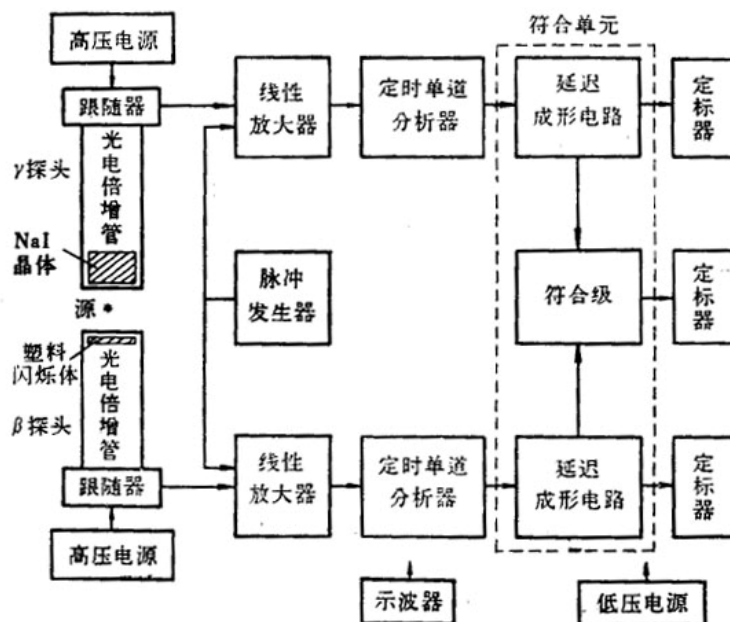 符合单元
高压电源
跟随器
γ探头
光电倍增管
NaI
晶体
源
塑料
闪烁体
β探头
光电倍增管
跟随器
高压电源
线性
放大器
定时单道
分析器
延迟
成形电路
定标器
脉冲
发生器
符合级
定标器
线性
放大器
定时单道
分析器
延迟
成形电路
定标器
示波器
低压电源